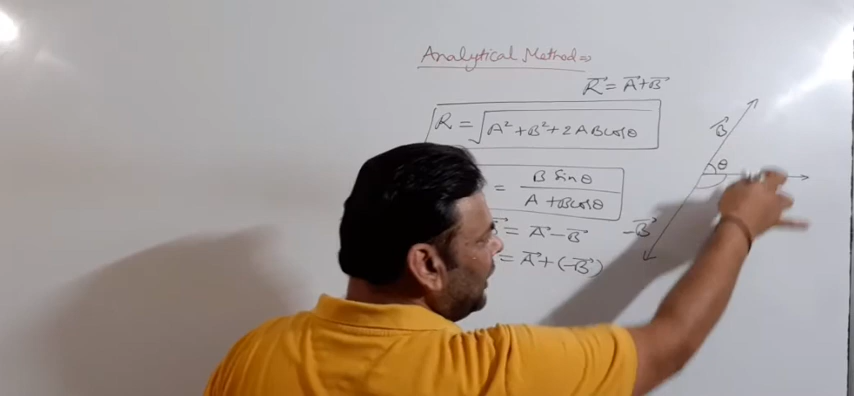 Analytical Method ⇒
R⃗ = A⃗ + B⃗
R = √A² + B² + 2ABcosθ
= B Sinθ / A + Bcosθ
= A⃗ − B⃗
= A⃗ + (−B⃗)
B⃗
θ
−B⃗